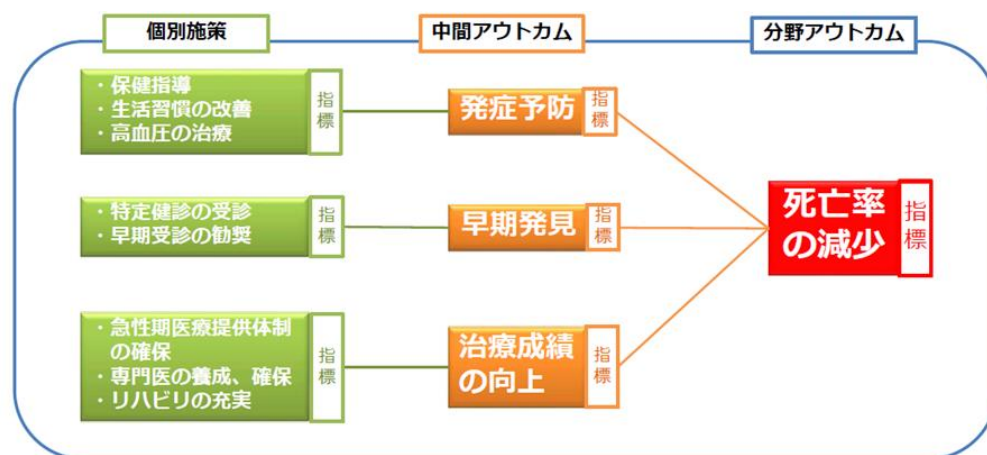 個別施策
中間アウトカム
分野アウトカム
・保健指導
・生活習慣の改善
・高血圧の治療
指標
発症予防
指標
・特定健診の受診
・早期受診の勧奨
指標
早期発見
指標
死亡率
の減少
指標
・急性期医療提供体制
の確保
・専門医の養成、確保
・リハビリの充実
指標
治療成績
の向上
指標